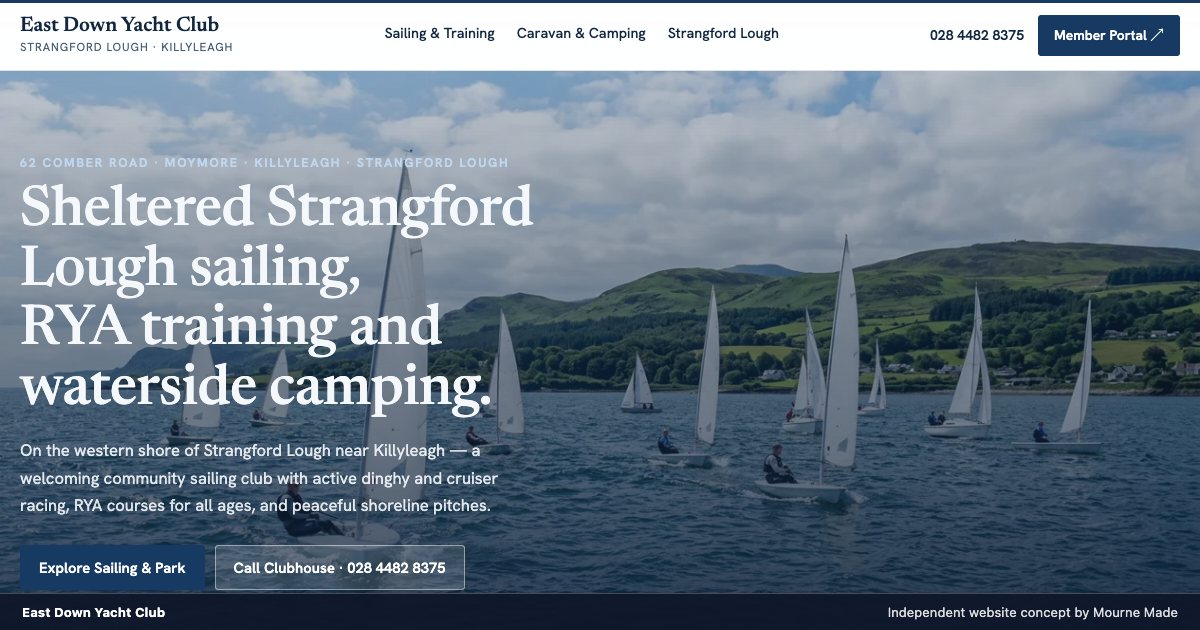 East Down Yacht Club
STRANGFORD LOUGH · KILLYLEAGH
Sailing & Training
Caravan & Camping
Strangford Lough
028 4482 8375
Member Portal ↗
62 COMBER ROAD · MOYMORE · KILLYLEAGH · STRANGFORD LOUGH
Sheltered Strangford
Lough sailing,
RYA training and
waterside camping.
On the western shore of Strangford Lough near Killyleagh — a
welcoming community sailing club with active dinghy and cruiser
racing, RYA courses for all ages, and peaceful shoreline pitches.
Explore Sailing & Park
Call Clubhouse · 028 4482 8375
East Down Yacht Club
Independent website concept by Mourne Made